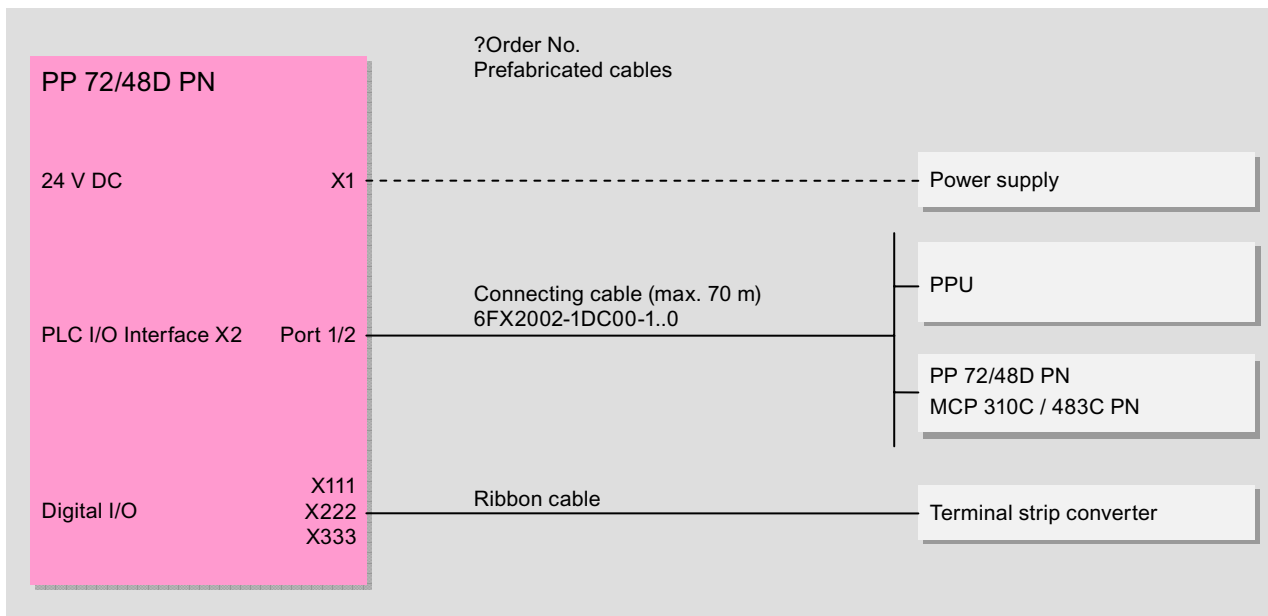 ?Order No.
Prefabricated cables
PP 72/48D PN
24 V DC
X1
Power supply
PPU
Connecting cable (max. 70 m)
6FX2002-1DC00-1..0
PLC I/O Interface X2
Port 1/2
PP 72/48D PN
MCP 310C / 483C PN
Digital I/O
X111
X222
X333
Ribbon cable
Terminal strip converter